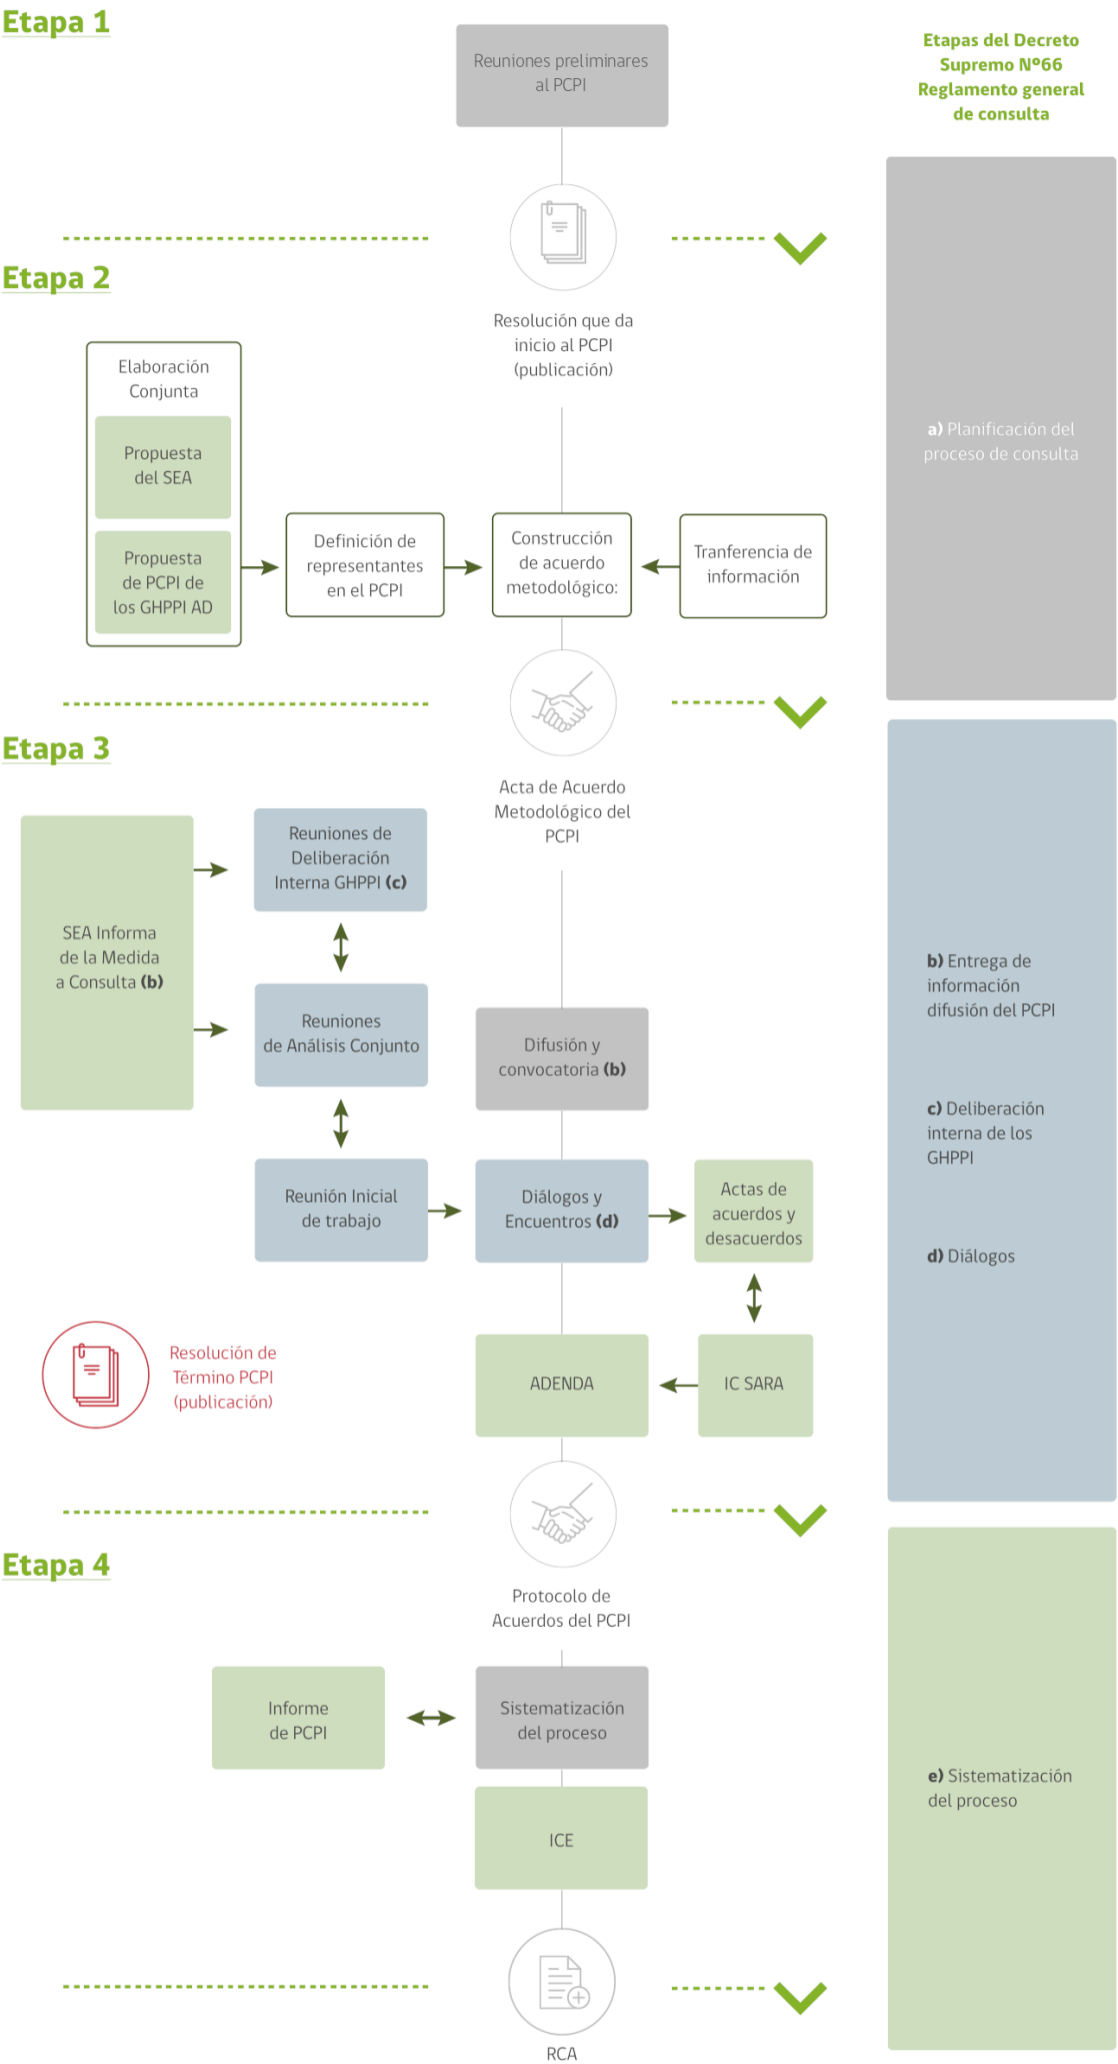 Etapa 1
Reuniones preliminares
al PCPI
Etapas del Decreto
Supremo Nº66
Reglamento general
de consulta
Etapa 2
Resolución que da
inicio al PCPI
(publicación)
Elaboración
Conjunta
Propuesta
del SEA
Propuesta
de PCPI de
los GHPPI AD
Definición de
representantes
en el PCPI
Construcción
de acuerdo
metodológico:
Tranferencia de
información
a) Planificación del
proceso de consulta
Etapa 3
Acta de Acuerdo
Metodológico del
PCPI
SEA Informa
de la Medida
a Consulta (b)
Reuniones de
Deliberación
Interna GHPPI (c)
Reuniones
de Análisis Conjunto
Difusión y
convocatoria (b)
Reunión Inicial
de trabajo
Diálogos y
Encuentros (d)
Actas de
acuerdos y
desacuerdos
Resolución de
Término PCPI
(publicación)
ADENDA
IC SARA
b) Entrega de
información
difusión del PCPI
c) Deliberación
interna de los
GHPPI
d) Diálogos
Etapa 4
Protocolo de
Acuerdos del PCPI
Informe
de PCPI
Sistematización
del proceso
ICE
RCA
e) Sistematización
del proceso